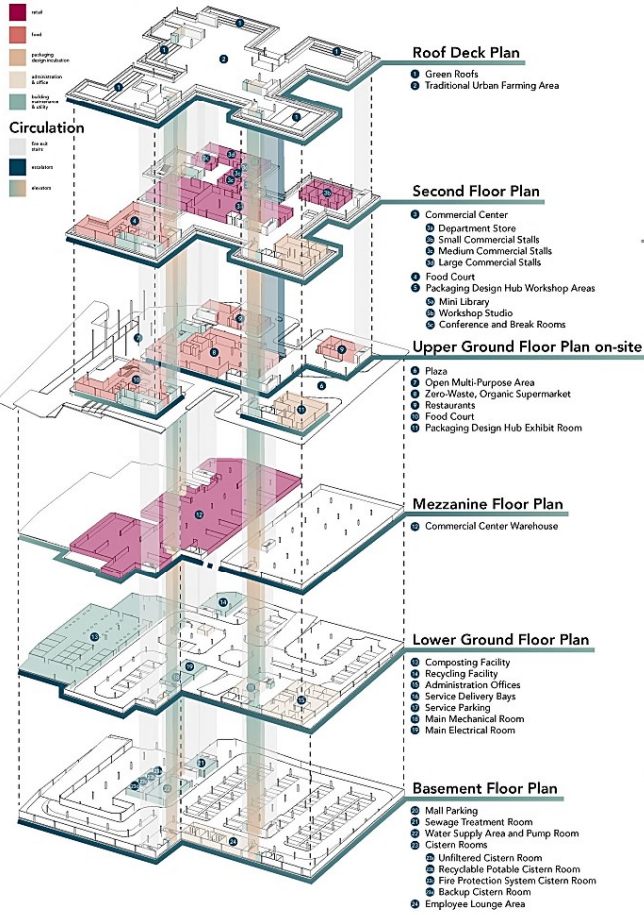 retail
food
packaging
design incubation
administration
& office
building
maintenance
& utility
Circulation
fire exit
stairs
escalators
elevators
Roof Deck Plan
1 Green Roofs
2 Traditional Urban Farming Area
Second Floor Plan
3 Commercial Center
3a Department Store
3b Small Commercial Stalls
3c Medium Commercial Stalls
3d Large Commercial Stalls
4 Food Court
5 Packaging Design Hub Workshop Areas
5a Mini Library
Workshop Studio
5c Conference and Break Rooms
Upper Ground Floor Plan on-site
6 Plaza
7 Open Multi-Purpose Area
8 Zero-Waste, Organic Supermarket
9 Restaurants
10 Food Court
11 Packaging Design Hub Exhibit Room
Mezzanine Floor Plan
12 Commercial Center Warehouse
Lower Ground Floor Plan
13 Composting Facility
14 Recycling Facility
15 Administration Offices
16 Service Delivery Bays
17 Service Parking
18 Main Mechanical Room
19 Main Electrical Room
Basement Floor Plan
20 Mall Parking
21 Sewage Treatment Room
22 Water Supply Area and Pump Room
23 Cistern Rooms
Unfiltered Cistern Room
Recyclable Potable Cistern Room
Fire Protection System Cistern Room
Backup Cistern Room
24 Employee Lounge Area